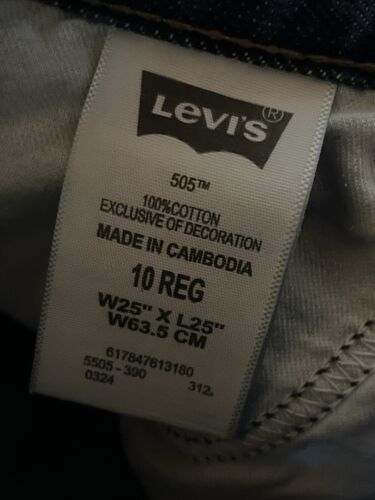 LEVI'S®
505™
100%COTTON
EXCLUSIVE OF DECORATION
MADE IN CAMBODIA
10 REG
W25" X L25"
W63.5 CM
617847613180
5505-390 312.
0324